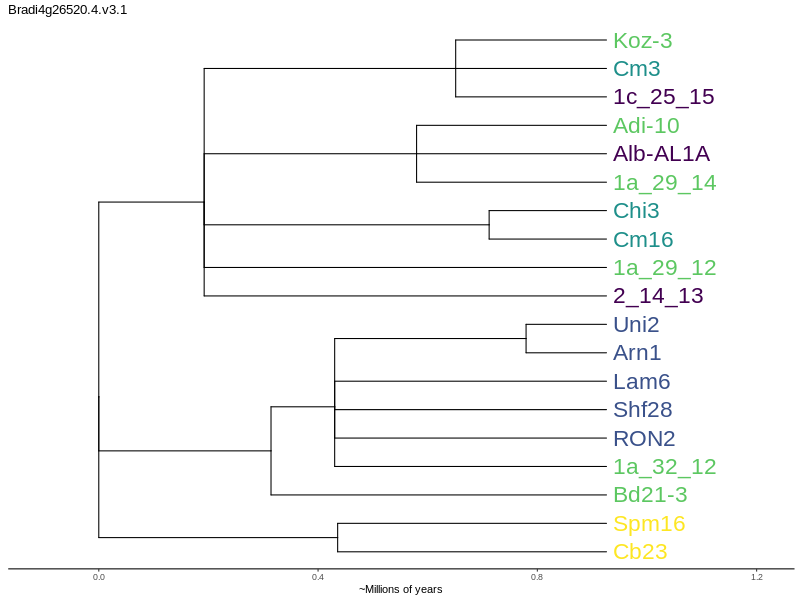 Bradi4g26520.4.v3.1
Koz-3
Cm3
1c_25_15
Adi-10
Alb-AL1A
1a_29_14
Chi3
Cm16
1a_29_12
2_14_13
Uni2
Arn1
Lam6
Shf28
RON2
1a_32_12
Bd21-3
Spm16
Cb23
0.0 0.4 0.8 1.2
~Millions of years